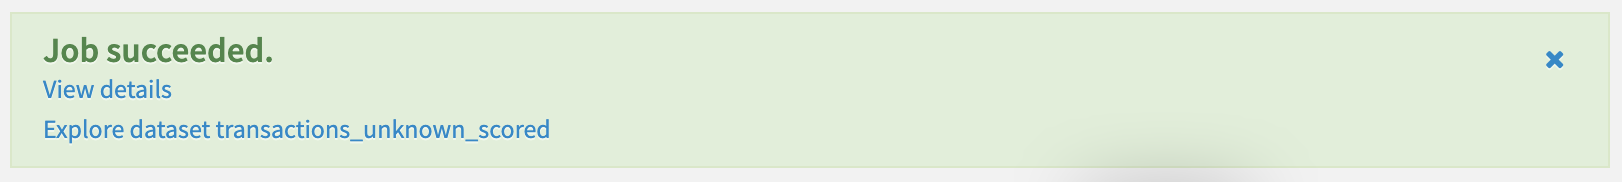 Job succeeded.
View details
Explore dataset transactions_unknown_scored